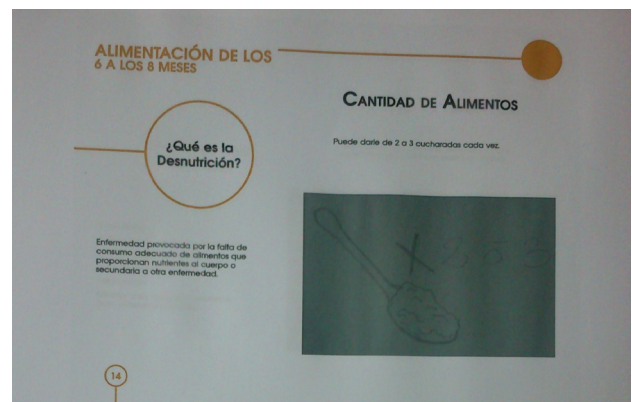 ALIMENTACIÓN DE LOS
6 A LOS 8 MESES
¿Qué es la
Desnutrición?
Enfermedad provocada por la falta de
consumo adecuado de alimentos que
proporcionan nutrientes al cuerpo o
secundaria a otra enfermedad.
14
CANTIDAD DE ALIMENTOS
Puede darle de 2 a 3 cucharadas cada vez.
X 2 ó 3